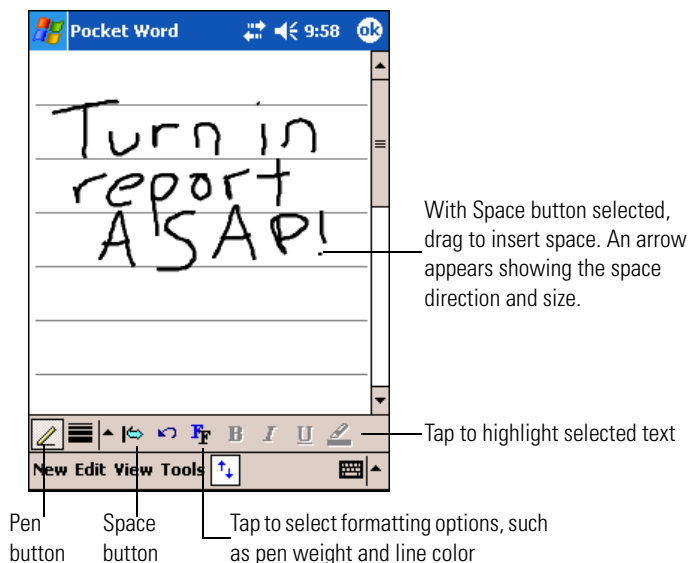 Pocket Word 9:58 ok
Turn in
report
ASAP!
With Space button selected,
drag to insert space. An arrow
appears showing the space
direction and size.
B I U
Tap to highlight selected text
New Edit View Tools
Pen
button
Space
button
Tap to select formatting options, such
as pen weight and line color